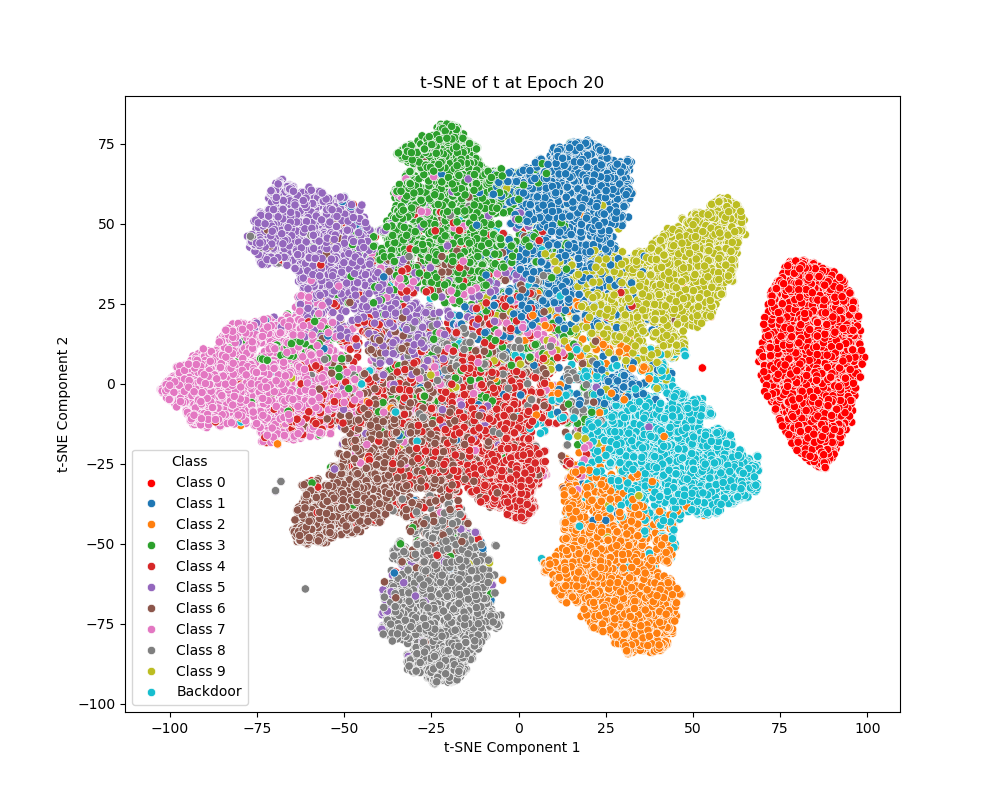 t-SNE of t at Epoch 20
t-SNE Component 2
75
50
25
0
−25
−50
−75
−100
Class
Class 0
Class 1
Class 2
Class 3
Class 4
Class 5
Class 6
Class 7
Class 8
Class 9
Backdoor
−100
−75
−50
−25
0
25
50
75
100
t-SNE Component 1